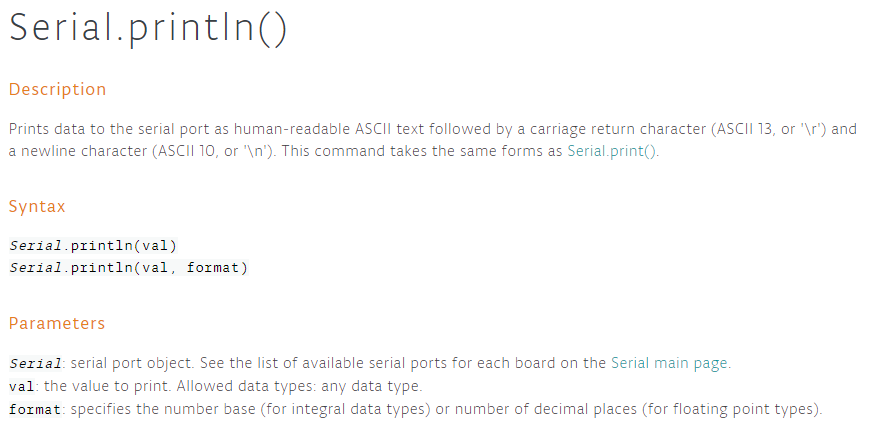 Serial.println()
Description
Prints data to the serial port as human-readable ASCII text followed by a carriage return character (ASCII 13, or '\r') and
a newline character (ASCII 10, or '\n'). This command takes the same forms as Serial.print().
Syntax
Serial.println(val)
Serial.println(val, format)
Parameters
Serial: serial port object. See the list of available serial ports for each board on the Serial main page.
val: the value to print. Allowed data types: any data type.
format: specifies the number base (for integral data types) or number of decimal places (for floating point types).